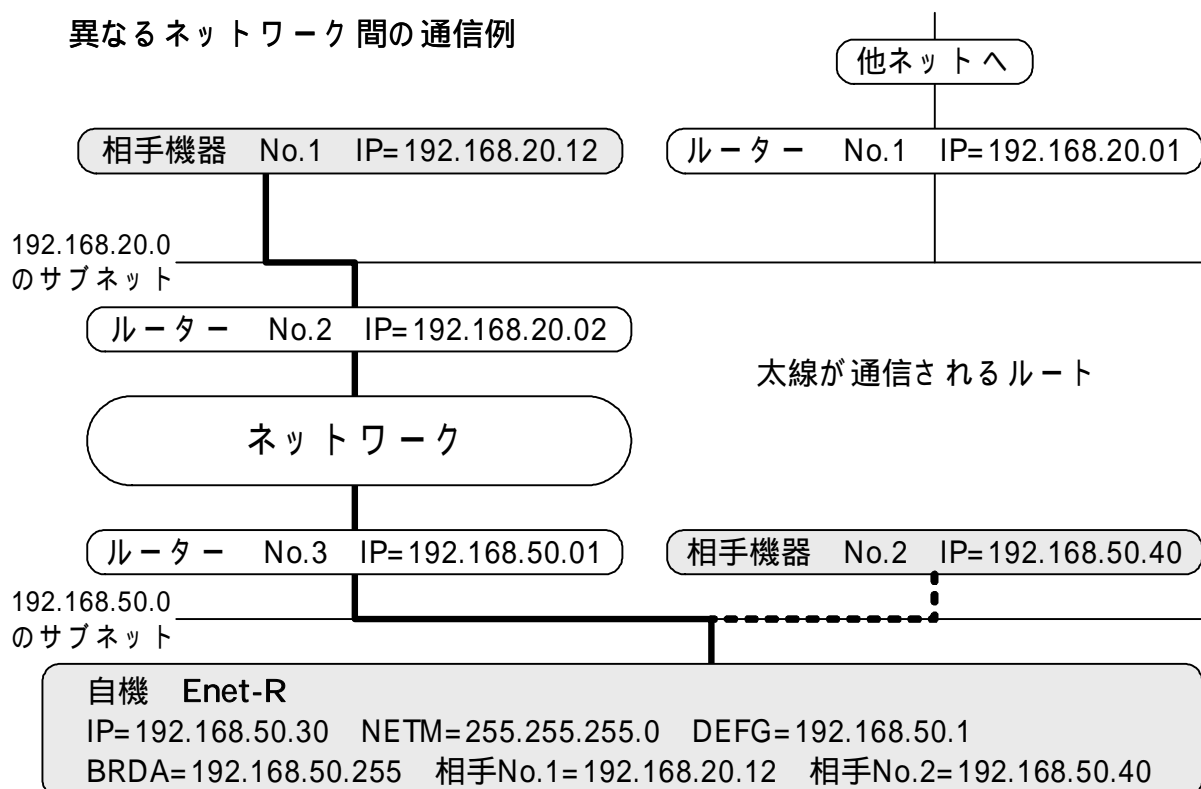 異なるネットワーク間の通信例
他ネットへ
相手機器 No.1 IP=192.168.20.12
ルーター No.1 IP=192.168.20.01
192.168.20.0
のサブネット
ルーター No.2 IP=192.168.20.02
太線が通信されるルート
ネットワーク
ルーター No.3 IP=192.168.50.01
相手機器 No.2 IP=192.168.50.40
192.168.50.0
のサブネット
自機 Enet-R
IP=192.168.50.30 NETM=255.255.255.0 DEFG=192.168.50.1
BRDA=192.168.50.255 相手No.1=192.168.20.12 相手No.2=192.168.50.40